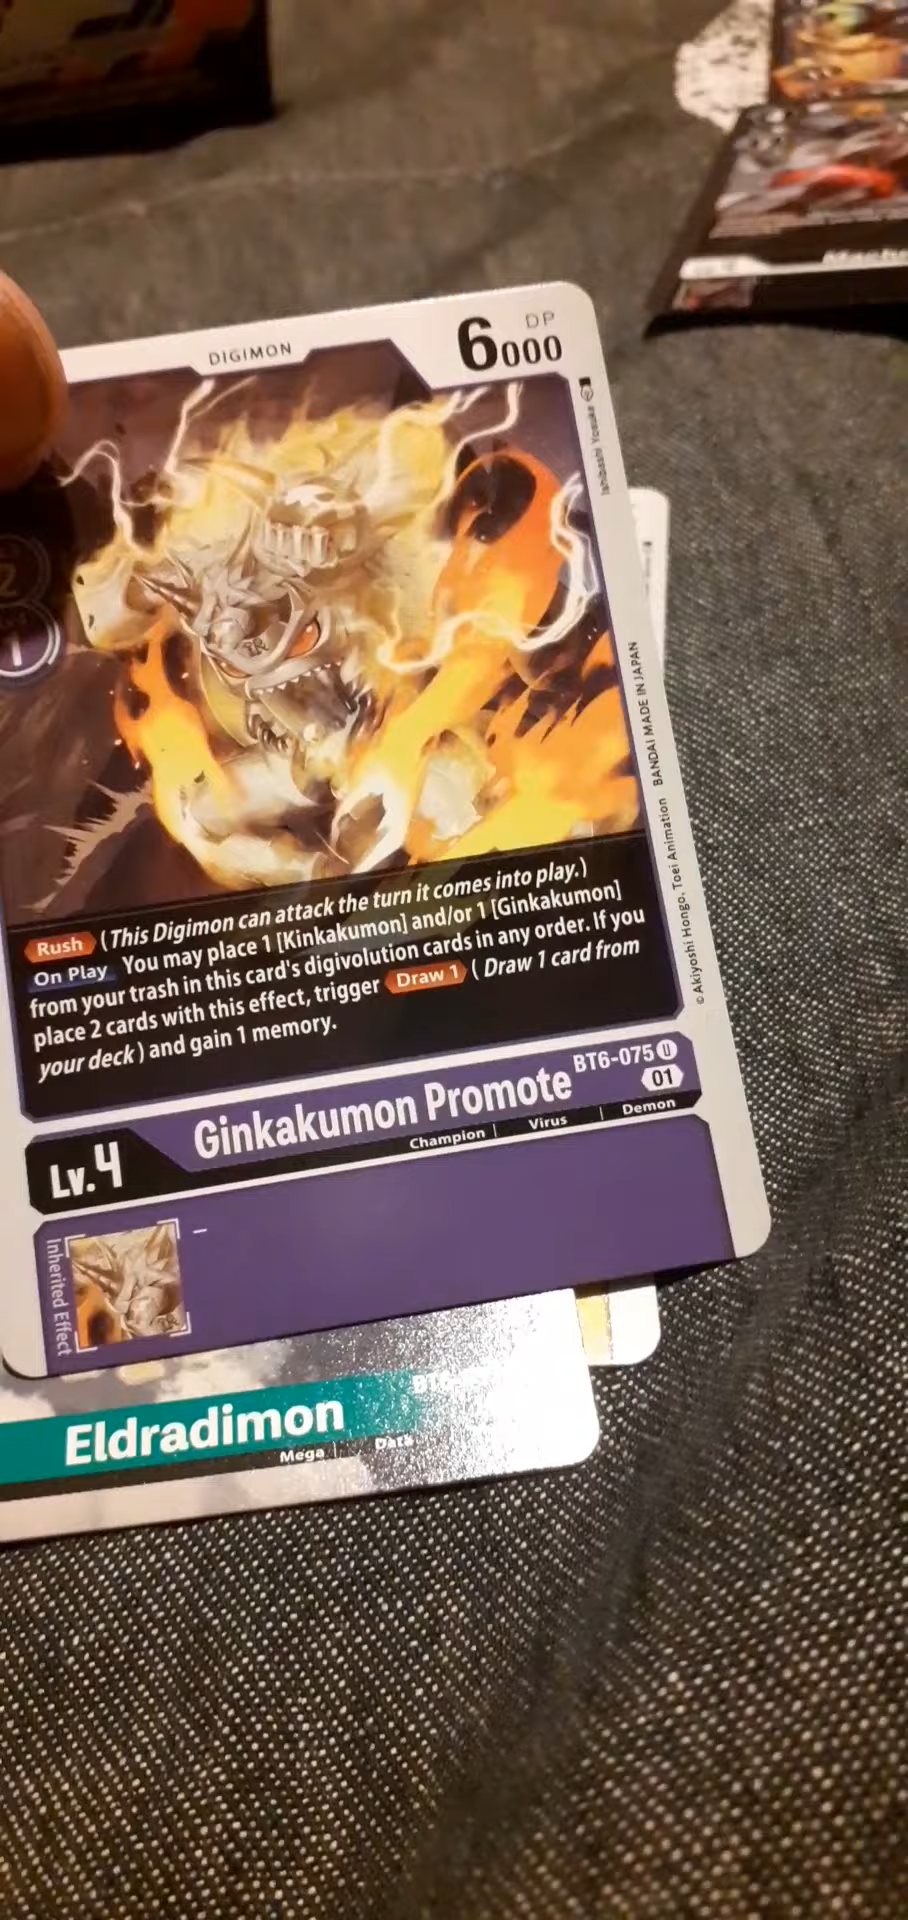 DIGIMON
DP
6000
Ishibashi Yosuke
1
BANDAI MADE IN JAPAN
© Akiyoshi Hongo, Toei Animation
Rush (This Digimon can attack the turn it comes into play.)
On Play You may place 1 [Kinkakumon] and/or 1 [Ginkakumon]
from your trash in this card's digivolution cards in any order. If you
place 2 cards with this effect, trigger Draw 1 ( Draw 1 card from
your deck) and gain 1 memory.
Ginkakumon Promote
BT6-075 U
01
Lv.4
Champion | Virus | Demon
Inherited Effect
–
Eldradimon
Mega | Data